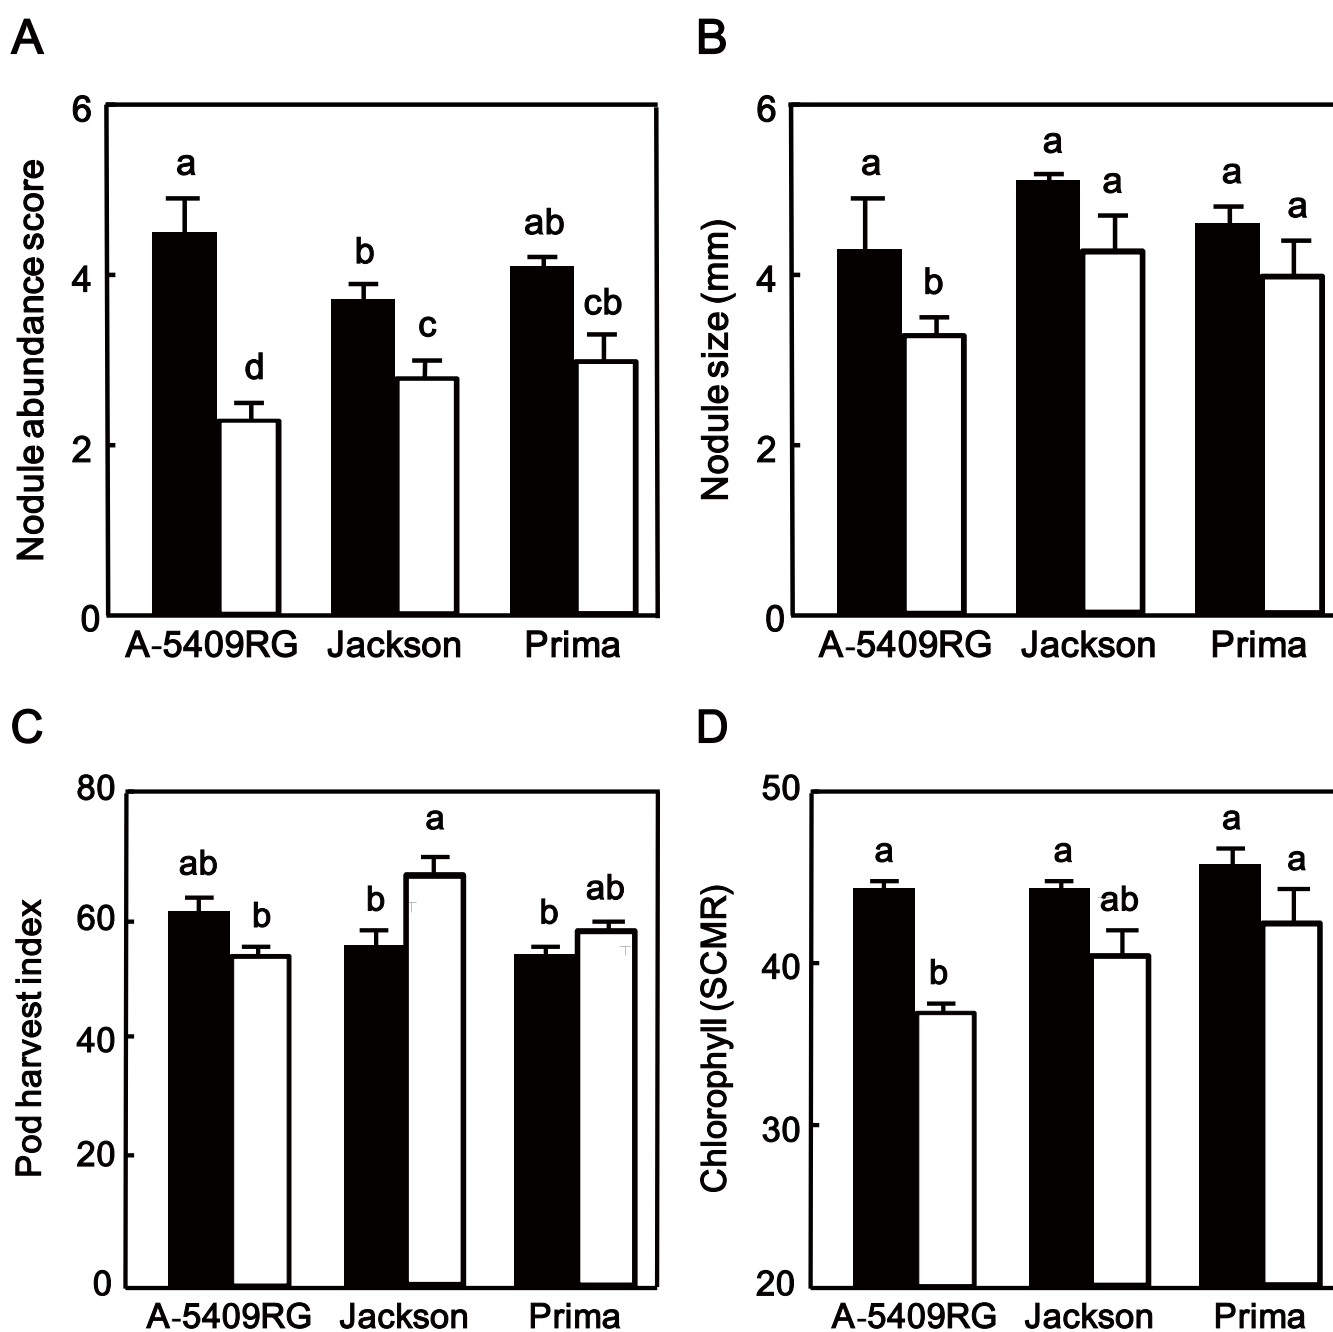 A
Nodule abundance score
6
4
2
0
a
d
b
c
ab
cb
A-5409RG Jackson Prima
B
Nodule size (mm)
6
4
2
0
a
b
a
a
a
a
A-5409RG Jackson Prima
C
Pod harvest index
80
60
40
20
0
ab
b
b
a
b
ab
A-5409RG Jackson Prima
D
Chlorophyll (SCMR)
50
40
30
20
a
b
a
ab
a
a
A-5409RG Jackson Prima